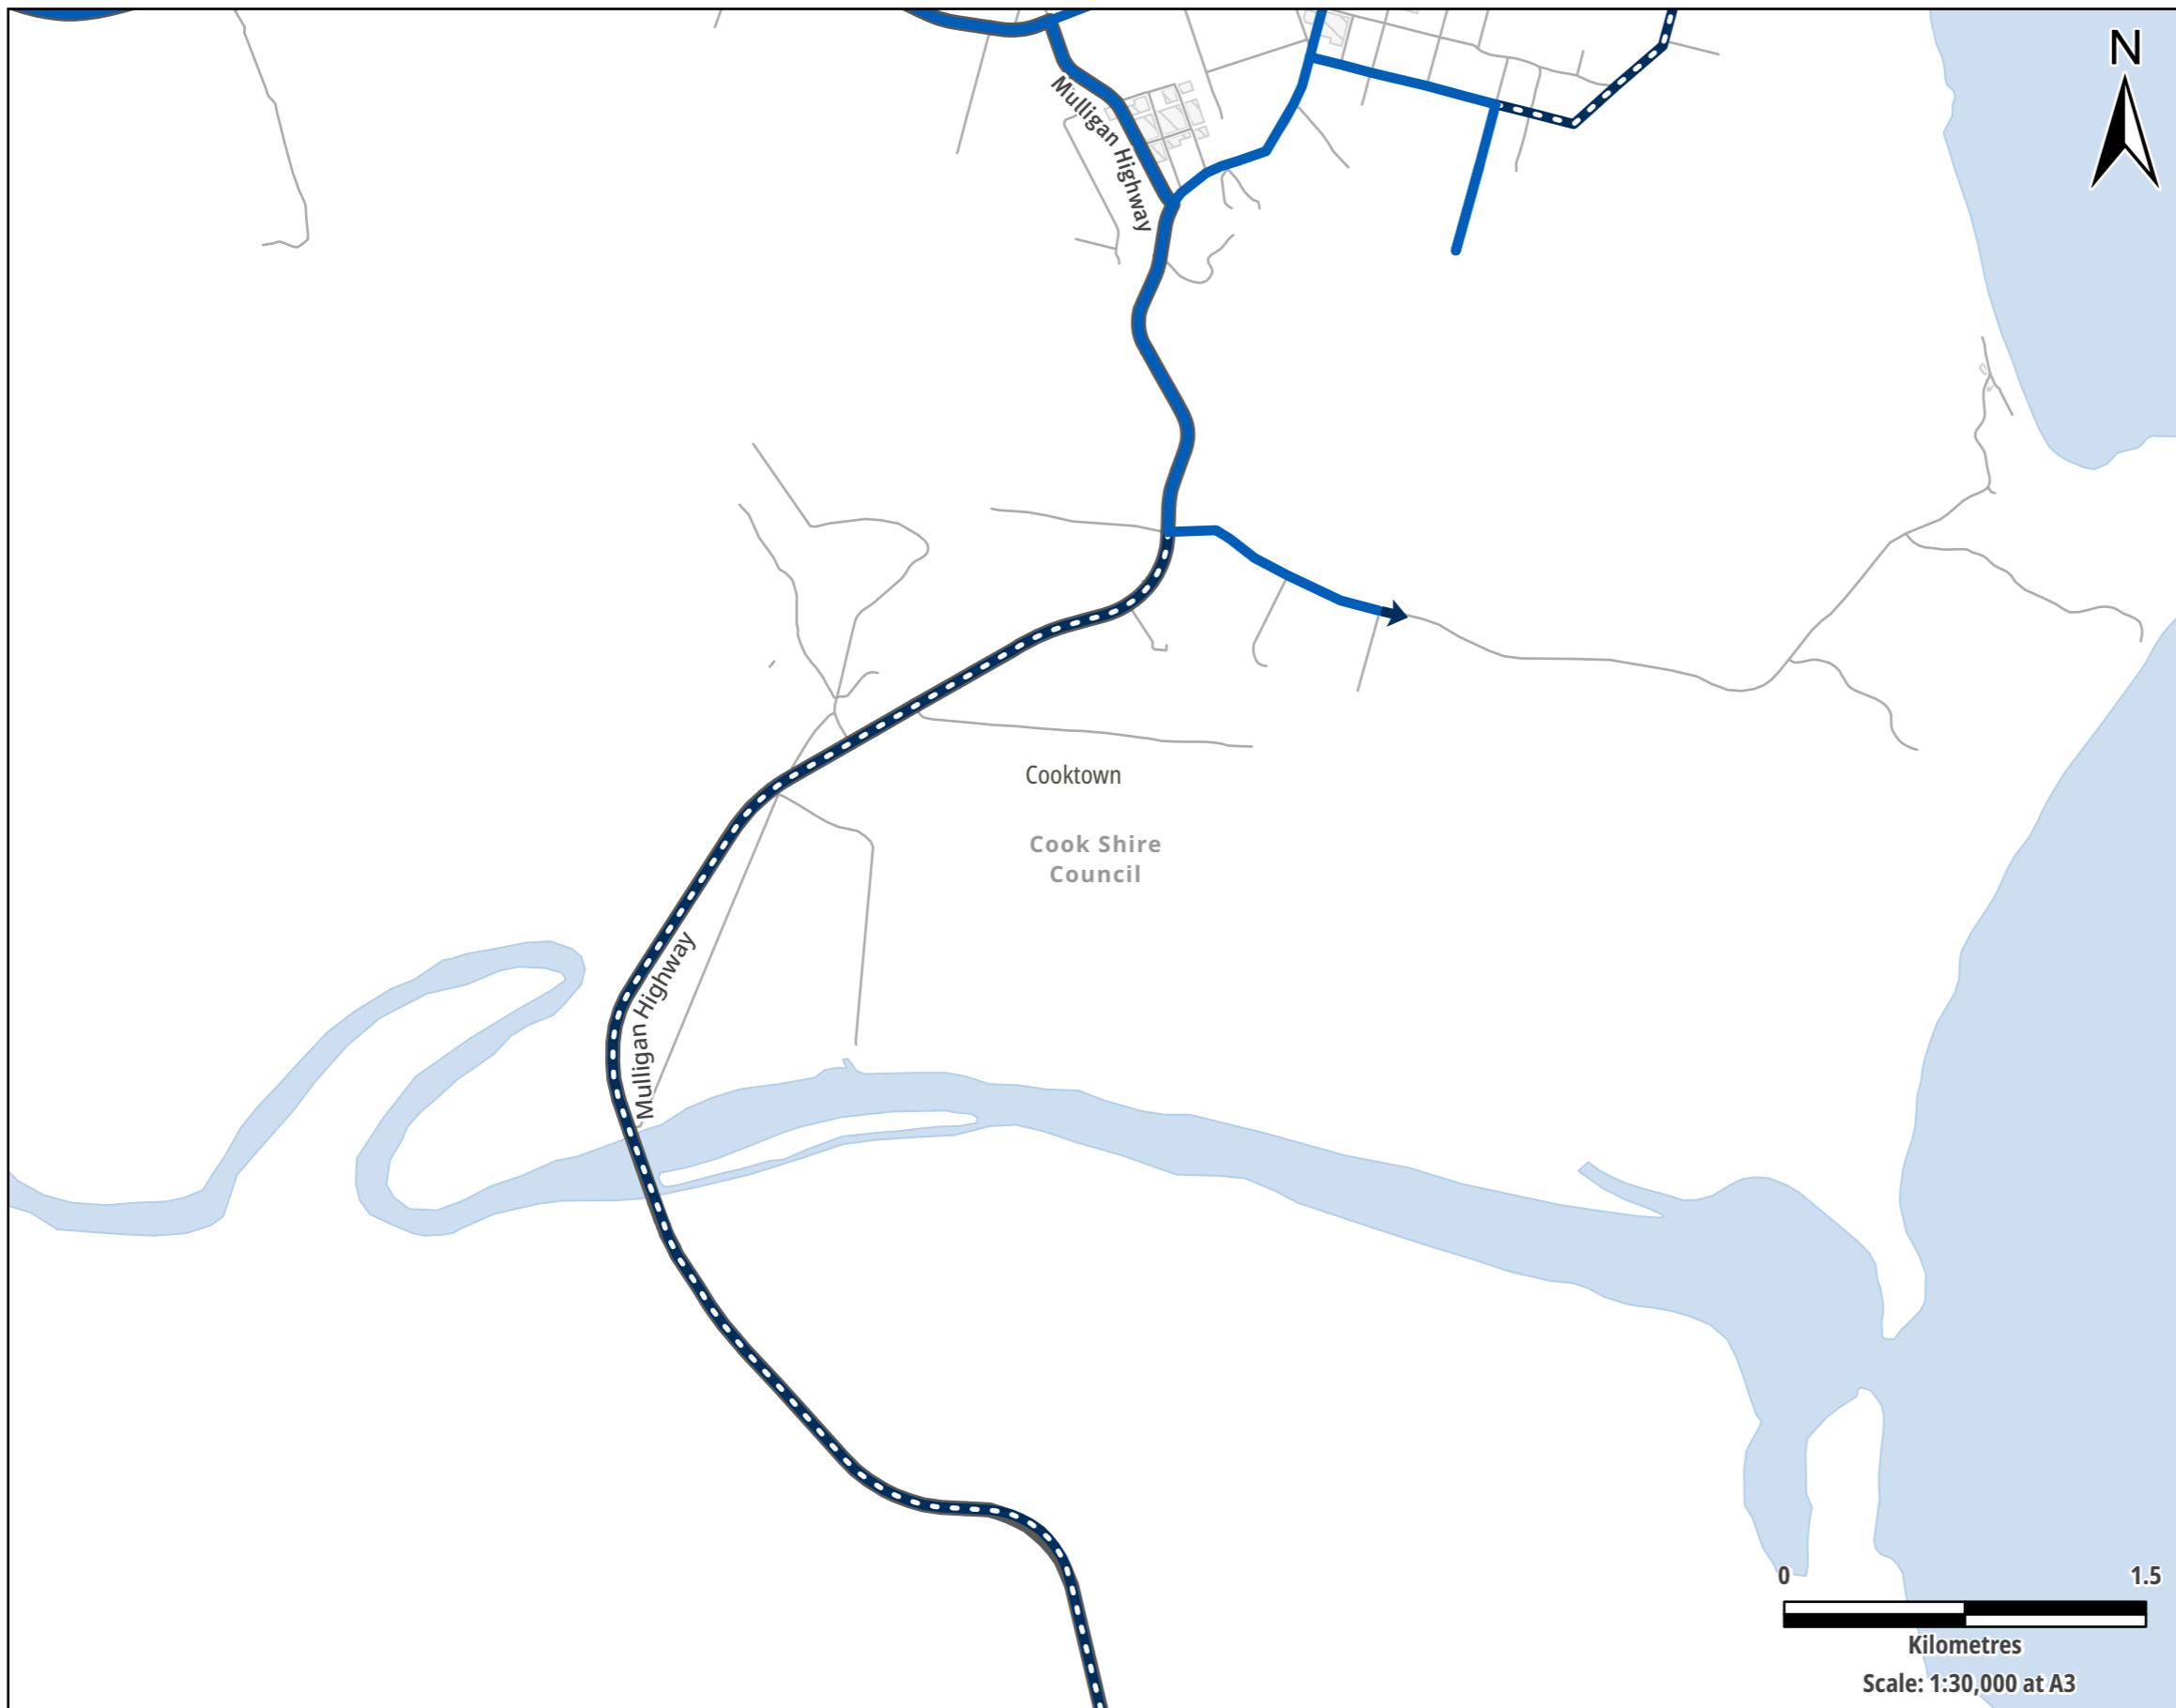 N
Mulligan Highway
Cooktown
Cook Shire
Council
Mulligan Highway
0 1.5
Kilometres
Scale: 1:30,000 at A3